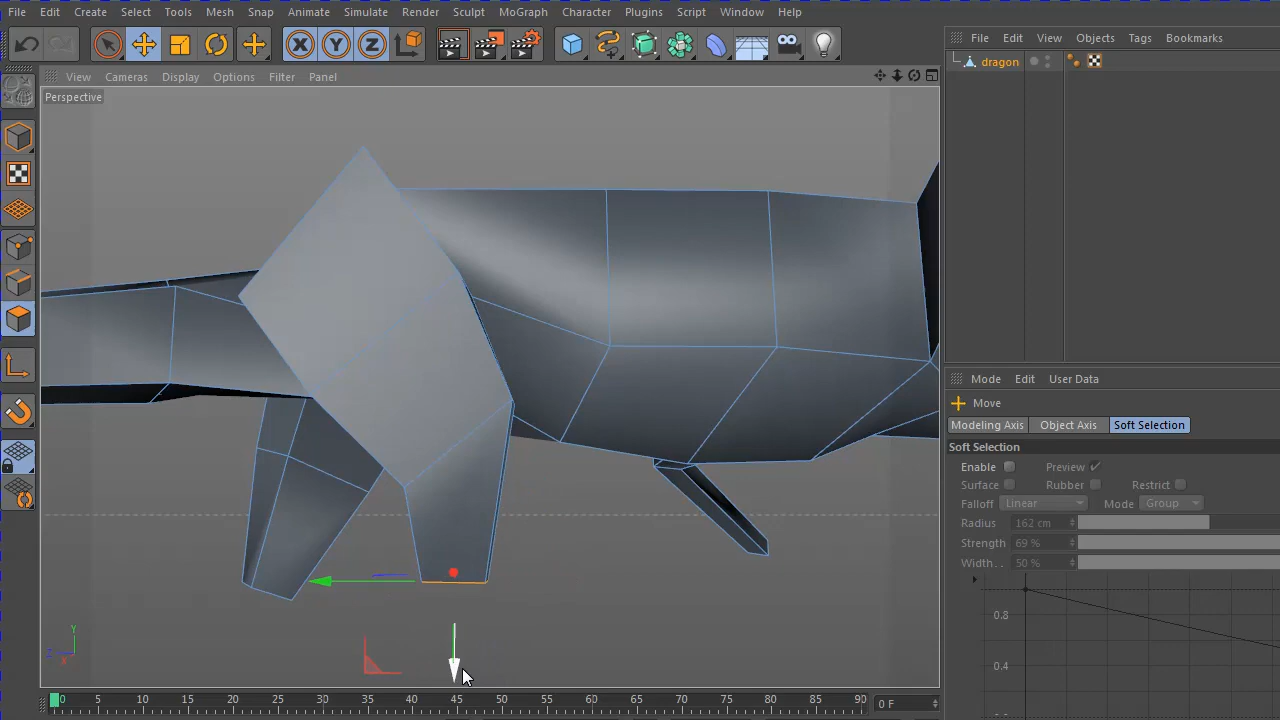 File Edit Create Select Tools Mesh Snap Animate Simulate Render Sculpt MoGraph Character Plugins Script Window Help
File Edit View Objects Tags Bookmarks
dragon
View Cameras Display Options Filter Panel
Perspective
Mode Edit User Data
Move
Modeling Axis Object Axis Soft Selection
Soft Selection
Enable Preview
Surface Rubber Restrict
Falloff Linear Mode Group
Radius 162 cm
Strength 69 %
Width. . 50 %
0.8
0.4
Y
Z X
0 5 10 15 20 25 30 35 40 45 50 55 60 65 70 75 80 85 90 0 F